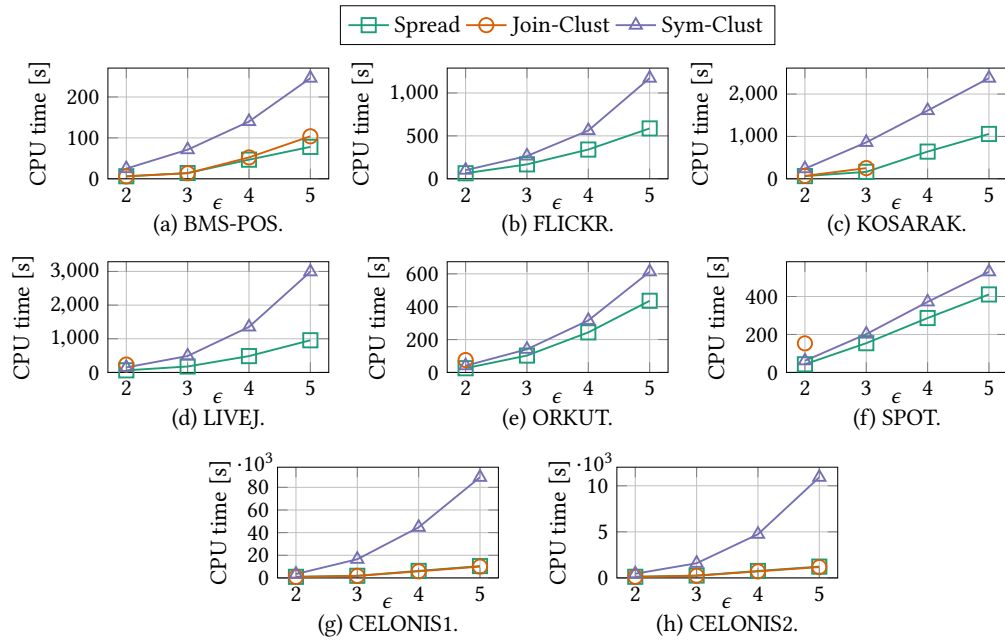 Spread Join-Clust Sym-Clust
CPU time [s]
200
100
0
2 3 4 5
ϵ
(a) BMS-POS.
CPU time [s]
1,000
500
0
2 3 4 5
ϵ
(b) FLICKR.
CPU time [s]
2,000
1,000
0
2 3 4 5
ϵ
(c) KOSARAK.
CPU time [s]
3,000
2,000
1,000
0
2 3 4 5
ϵ
(d) LIVEJ.
CPU time [s]
600
400
200
0
2 3 4 5
ϵ
(e) ORKUT.
CPU time [s]
400
200
0
2 3 4 5
ϵ
(f) SPOT.
CPU time [s]
·10³
80
60
40
20
0
2 3 4 5
ϵ
(g) CELONIS1.
CPU time [s]
·10³
10
5
0
2 3 4 5
ϵ
(h) CELONIS2.